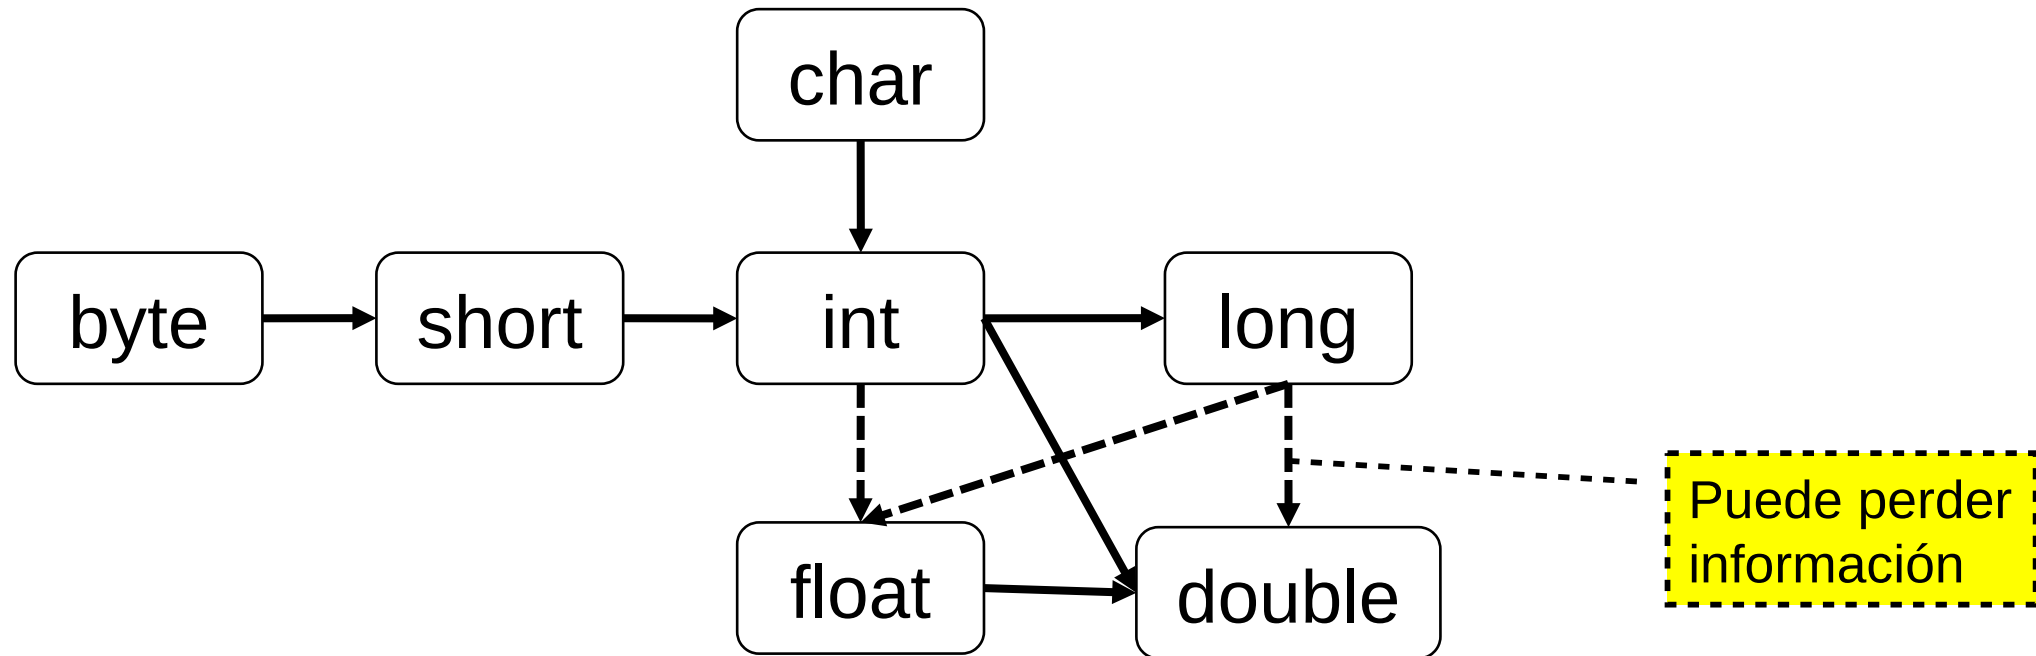 char
byte
short
int
long
float
double
Puede perder
información